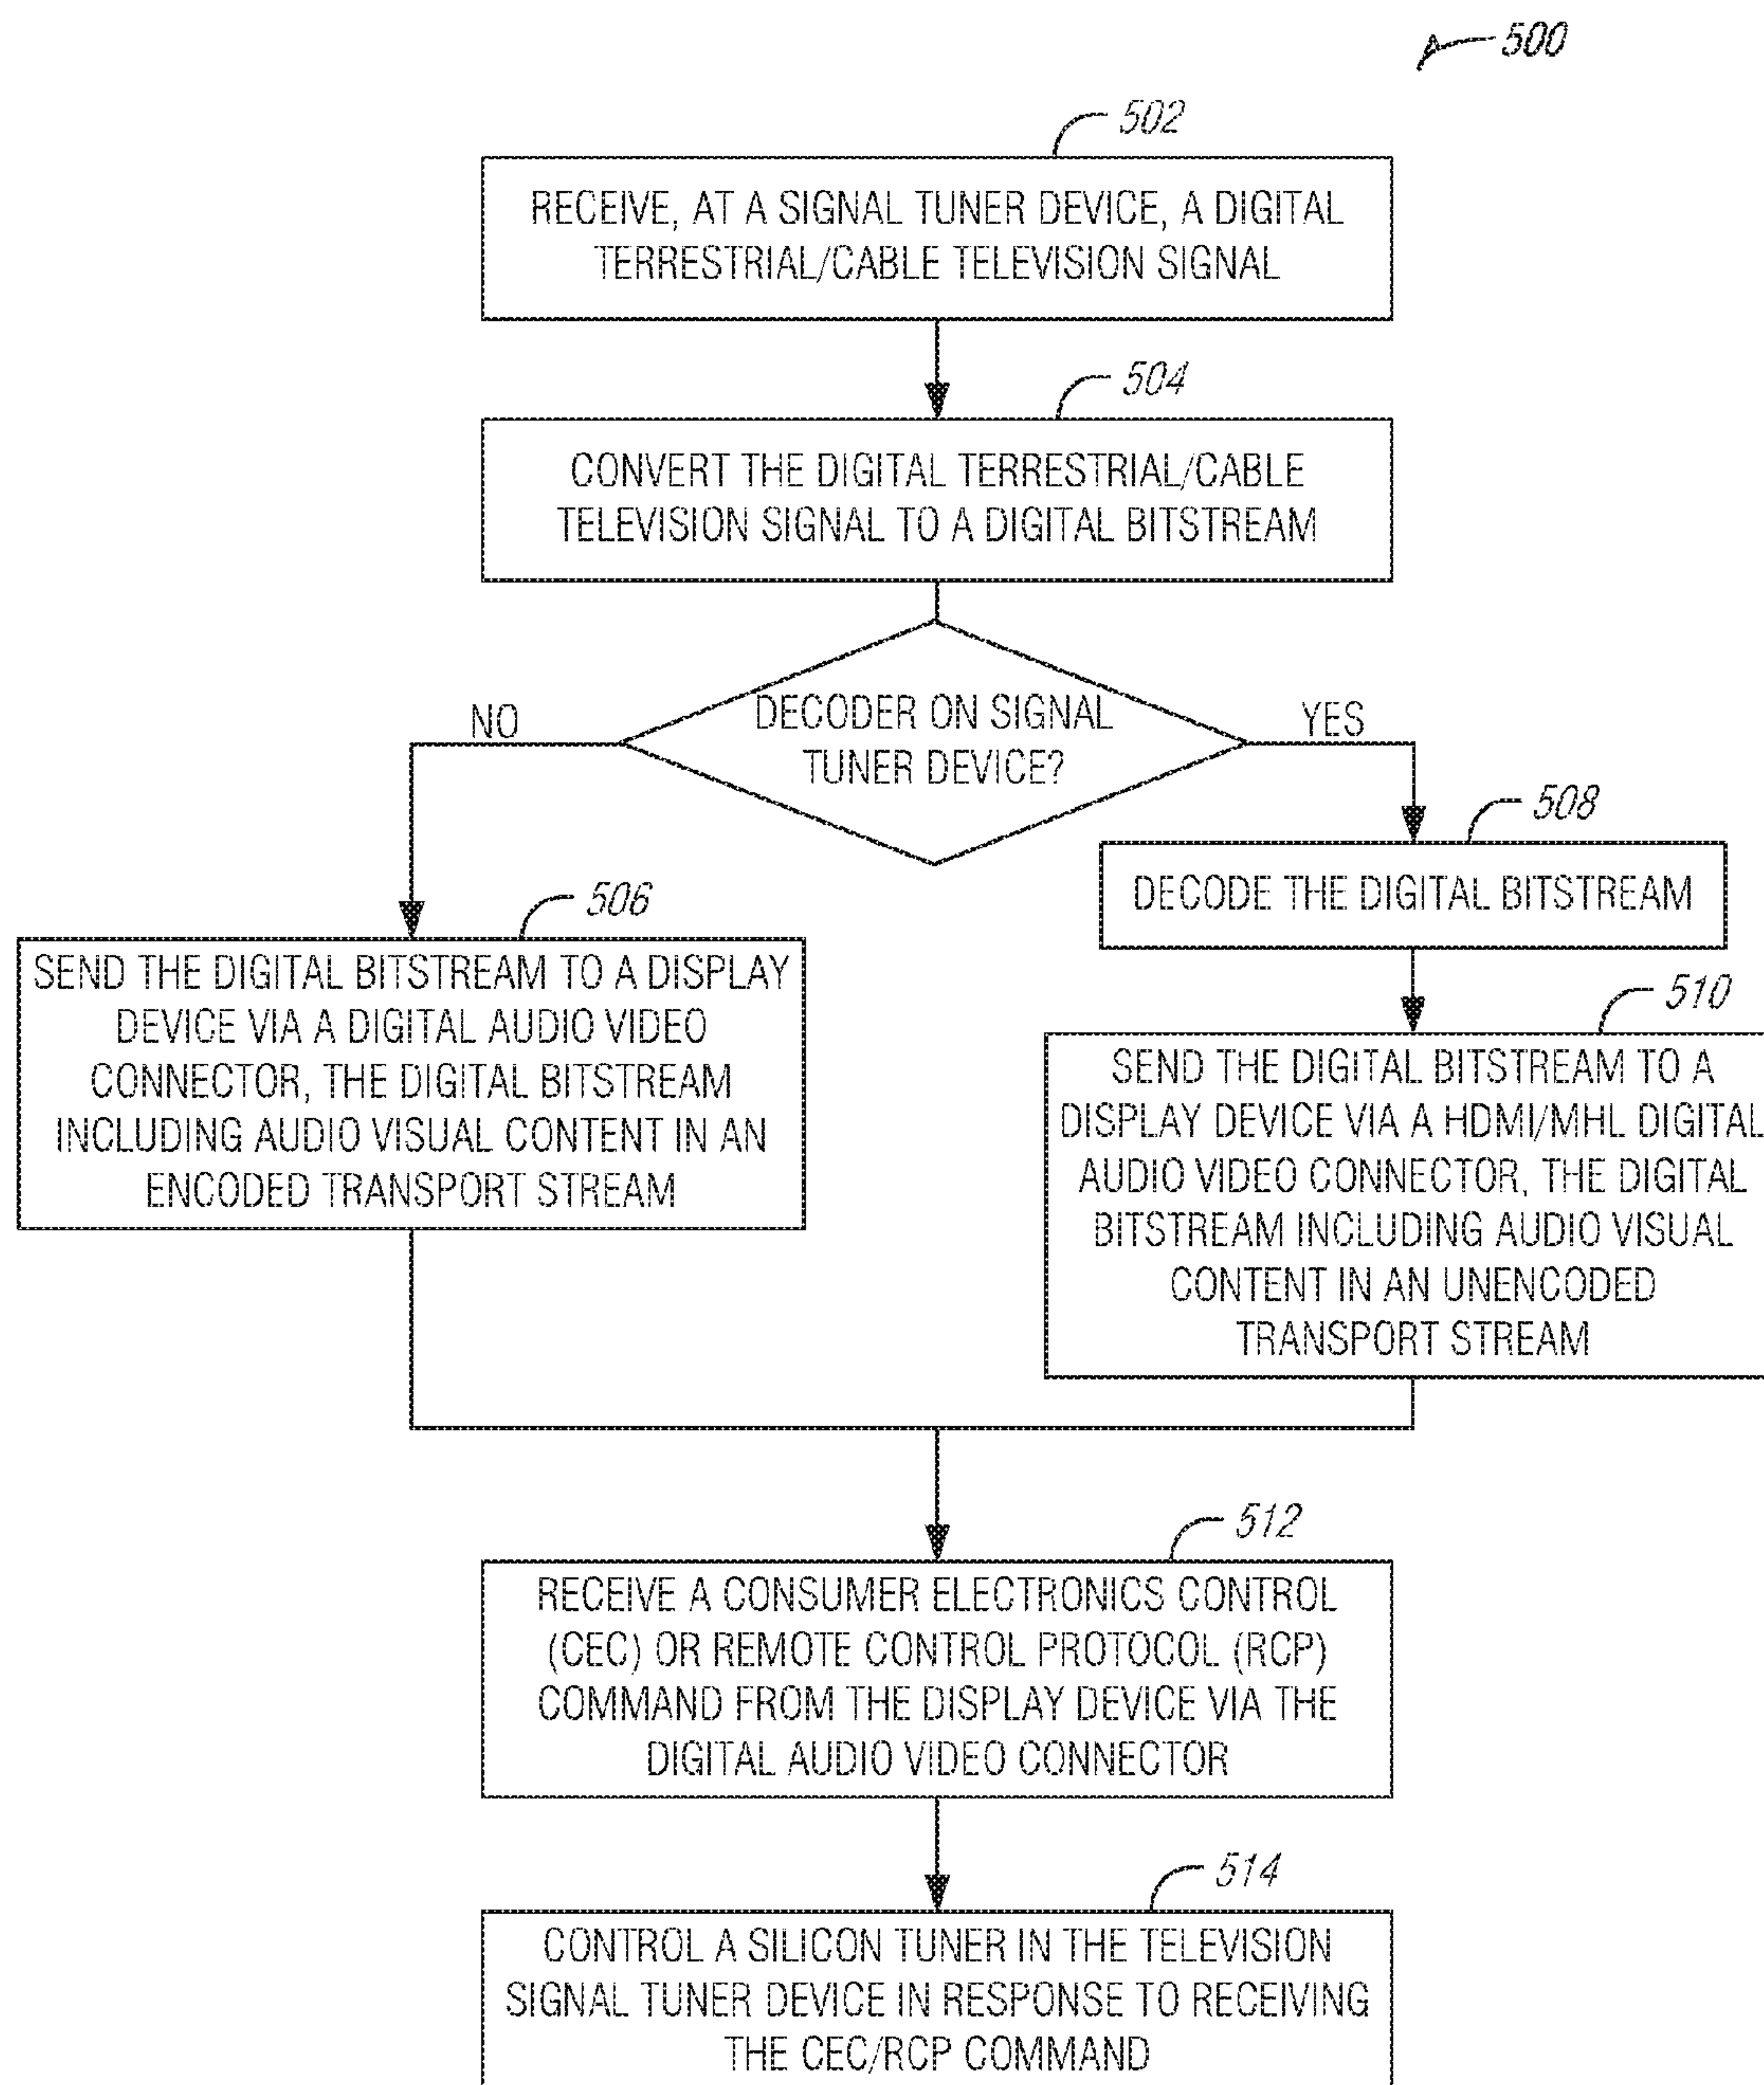 500
502
RECEIVE, AT A SIGNAL TUNER DEVICE, A DIGITAL
TERRESTRIAL/CABLE TELEVISION SIGNAL
504
CONVERT THE DIGITAL TERRESTRIAL/CABLE
TELEVISION SIGNAL TO A DIGITAL BITSTREAM
DECODER ON SIGNAL
TUNER DEVICE?
NO
YES
506
SEND THE DIGITAL BITSTREAM TO A DISPLAY
DEVICE VIA A DIGITAL AUDIO VIDEO
CONNECTOR, THE DIGITAL BITSTREAM
INCLUDING AUDIO VISUAL CONTENT IN AN
ENCODED TRANSPORT STREAM
508
DECODE THE DIGITAL BITSTREAM
510
SEND THE DIGITAL BITSTREAM TO A
DISPLAY DEVICE VIA A HDMI/MHL DIGITAL
AUDIO VIDEO CONNECTOR, THE DIGITAL
BITSTREAM INCLUDING AUDIO VISUAL
CONTENT IN AN UNENCODED
TRANSPORT STREAM
512
RECEIVE A CONSUMER ELECTRONICS CONTROL
(CEC) OR REMOTE CONTROL PROTOCOL (RCP)
COMMAND FROM THE DISPLAY DEVICE VIA THE
DIGITAL AUDIO VIDEO CONNECTOR
514
CONTROL A SILICON TUNER IN THE TELEVISION
SIGNAL TUNER DEVICE IN RESPONSE TO RECEIVING
THE CEC/RCP COMMAND